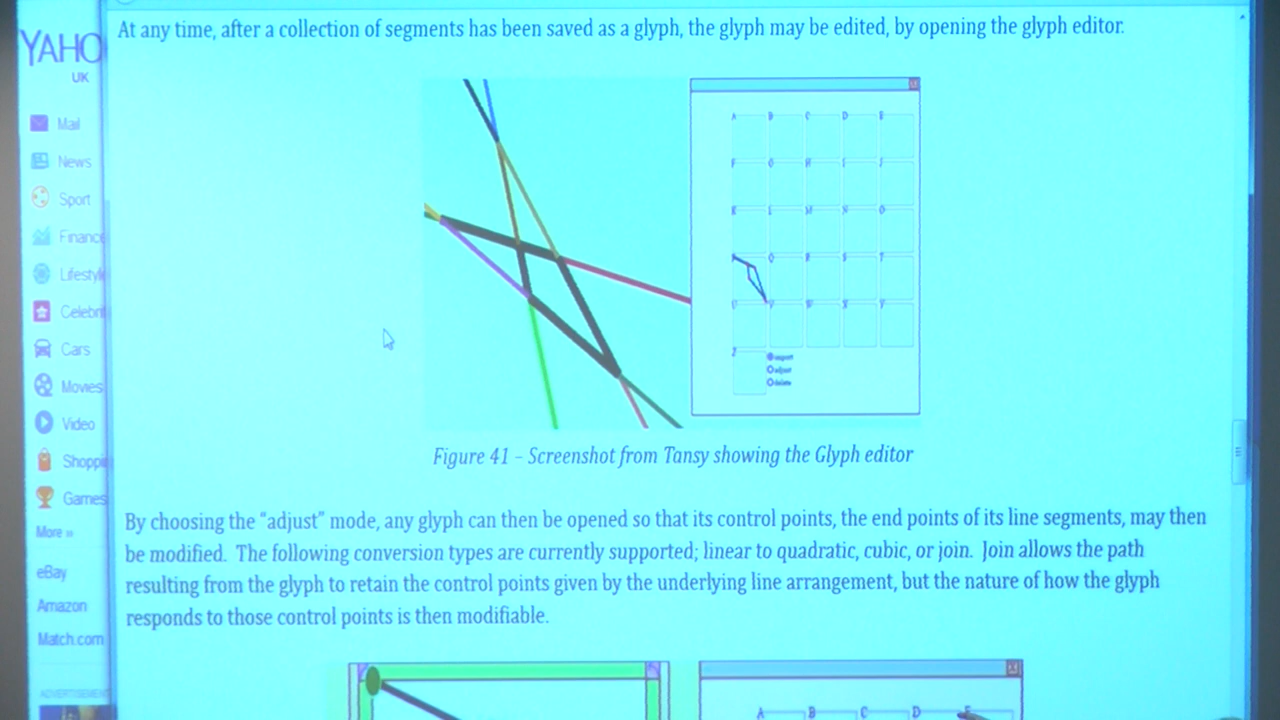 At any time, after a collection of segments has been saved as a glyph, the glyph may be edited, by opening the glyph editor.
YAHO
UK
Mail
News
Sport
Finance
Lifestyle
Celebri
Cars
Movies
Video
Shoppi
Games
More »
eBay
Amazon
Match.com
ADVERTISEMENT
A B C D E
Figure 41 – Screenshot from Tansy showing the Glyph editor
By choosing the “adjust” mode, any glyph can then be opened so that its control points, the end points of its line segments, may then
be modified. The following conversion types are currently supported; linear to quadratic, cubic, or join. Join allows the path
resulting from the glyph to retain the control points given by the underlying line arrangement, but the nature of how the glyph
responds to those control points is then modifiable.
A B C D E